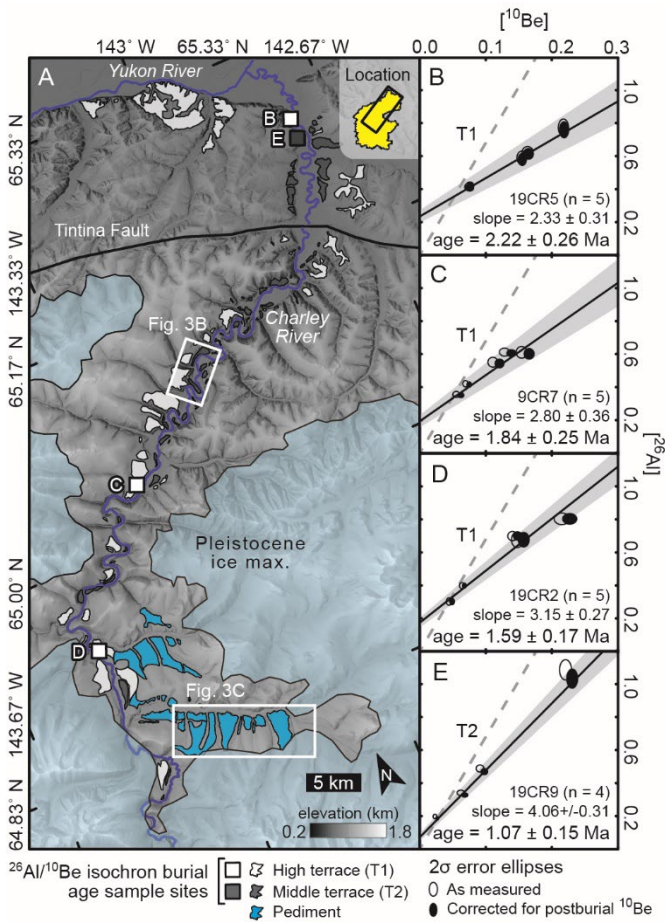 [¹⁰Be]
143° W 65.33° N 142.67° W
0.0 0.1 0.2 0.3
A
Yukon River
Location
B
E
65.33° N
Tintina Fault
143.33° W
Charley River
Fig. 3B
65.17° N
C
Pleistocene
ice max.
65.00° N
D
143.67° W
Fig. 3C
5 km
N
elevation (km)
0.2 1.8
64.83° N
B
T1
19CR5 (n = 5)
slope = 2.33 ± 0.31
age = 2.22 ± 0.26 Ma
1.0
0.6
0.2
C
T1
9CR7 (n = 5)
slope = 2.80 ± 0.36
age = 1.84 ± 0.25 Ma
1.0
0.6
0.2
[²⁶Al]
D
T1
19CR2 (n = 5)
slope = 3.15 ± 0.27
age = 1.59 ± 0.17 Ma
1.0
0.6
0.2
E
T2
19CR9 (n = 4)
slope = 4.06+/-0.31
age = 1.07 ± 0.15 Ma
1.0
0.6
0.2
²⁶Al/¹⁰Be isochron burial
age sample sites
High terrace (T1)
Middle terrace (T2)
Pediment
2σ error ellipses
As measured
Corrected for postburial ¹⁰Be